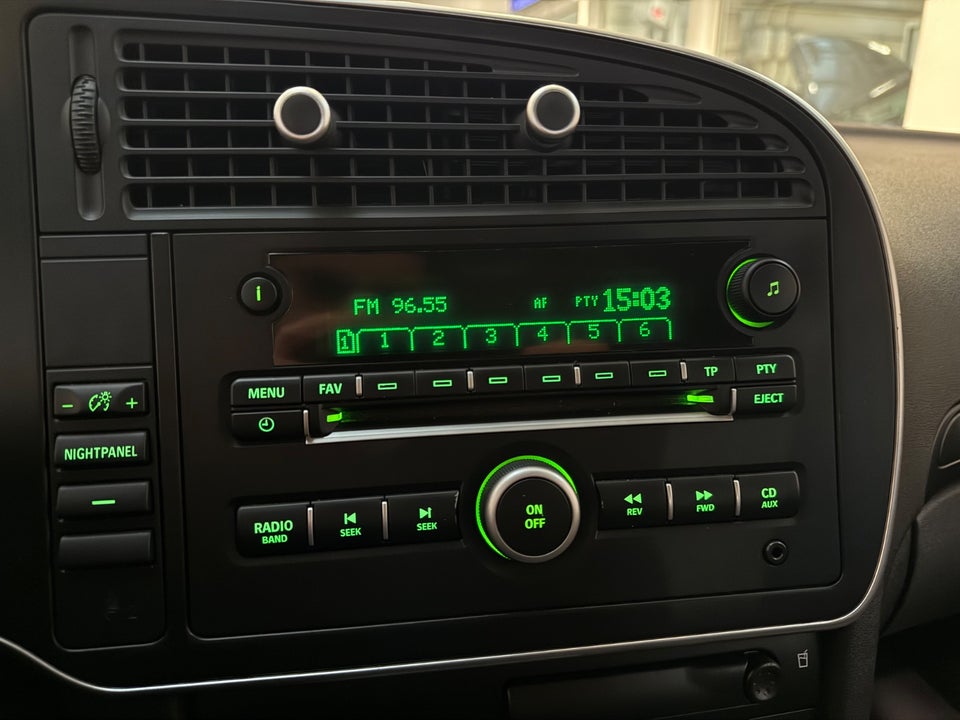 i
FM 96.55 AF PTY 15:03
1 1 2 3 4 5 6
MENU FAV TP PTY
EJECT
- +
NIGHTPANEL
RADIO
BAND
SEEK
SEEK
ON
OFF
REV
FWD
CD
AUX